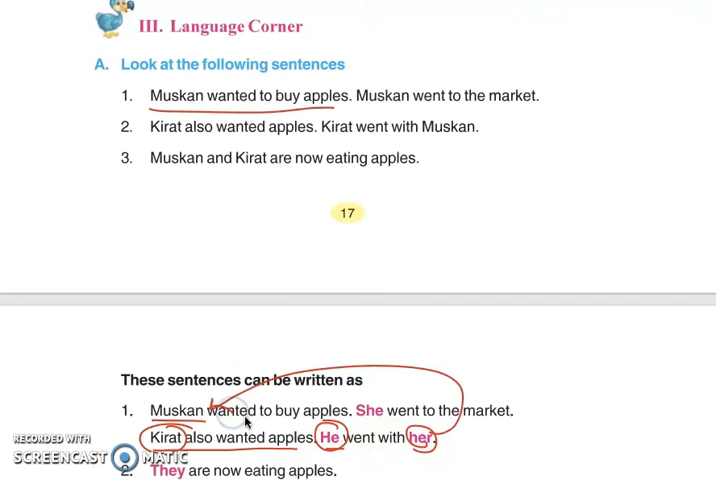 III. Language Corner
A. Look at the following sentences
1. Muskan wanted to buy apples. Muskan went to the market.
2. Kirat also wanted apples. Kirat went with Muskan.
3. Muskan and Kirat are now eating apples.
17
These sentences can be written as
1. Muskan wanted to buy apples. She went to the market.
Kirat also wanted apples. He went with her.
2. They are now eating apples.
RECORDED WITH
SCREENCAST MATIC